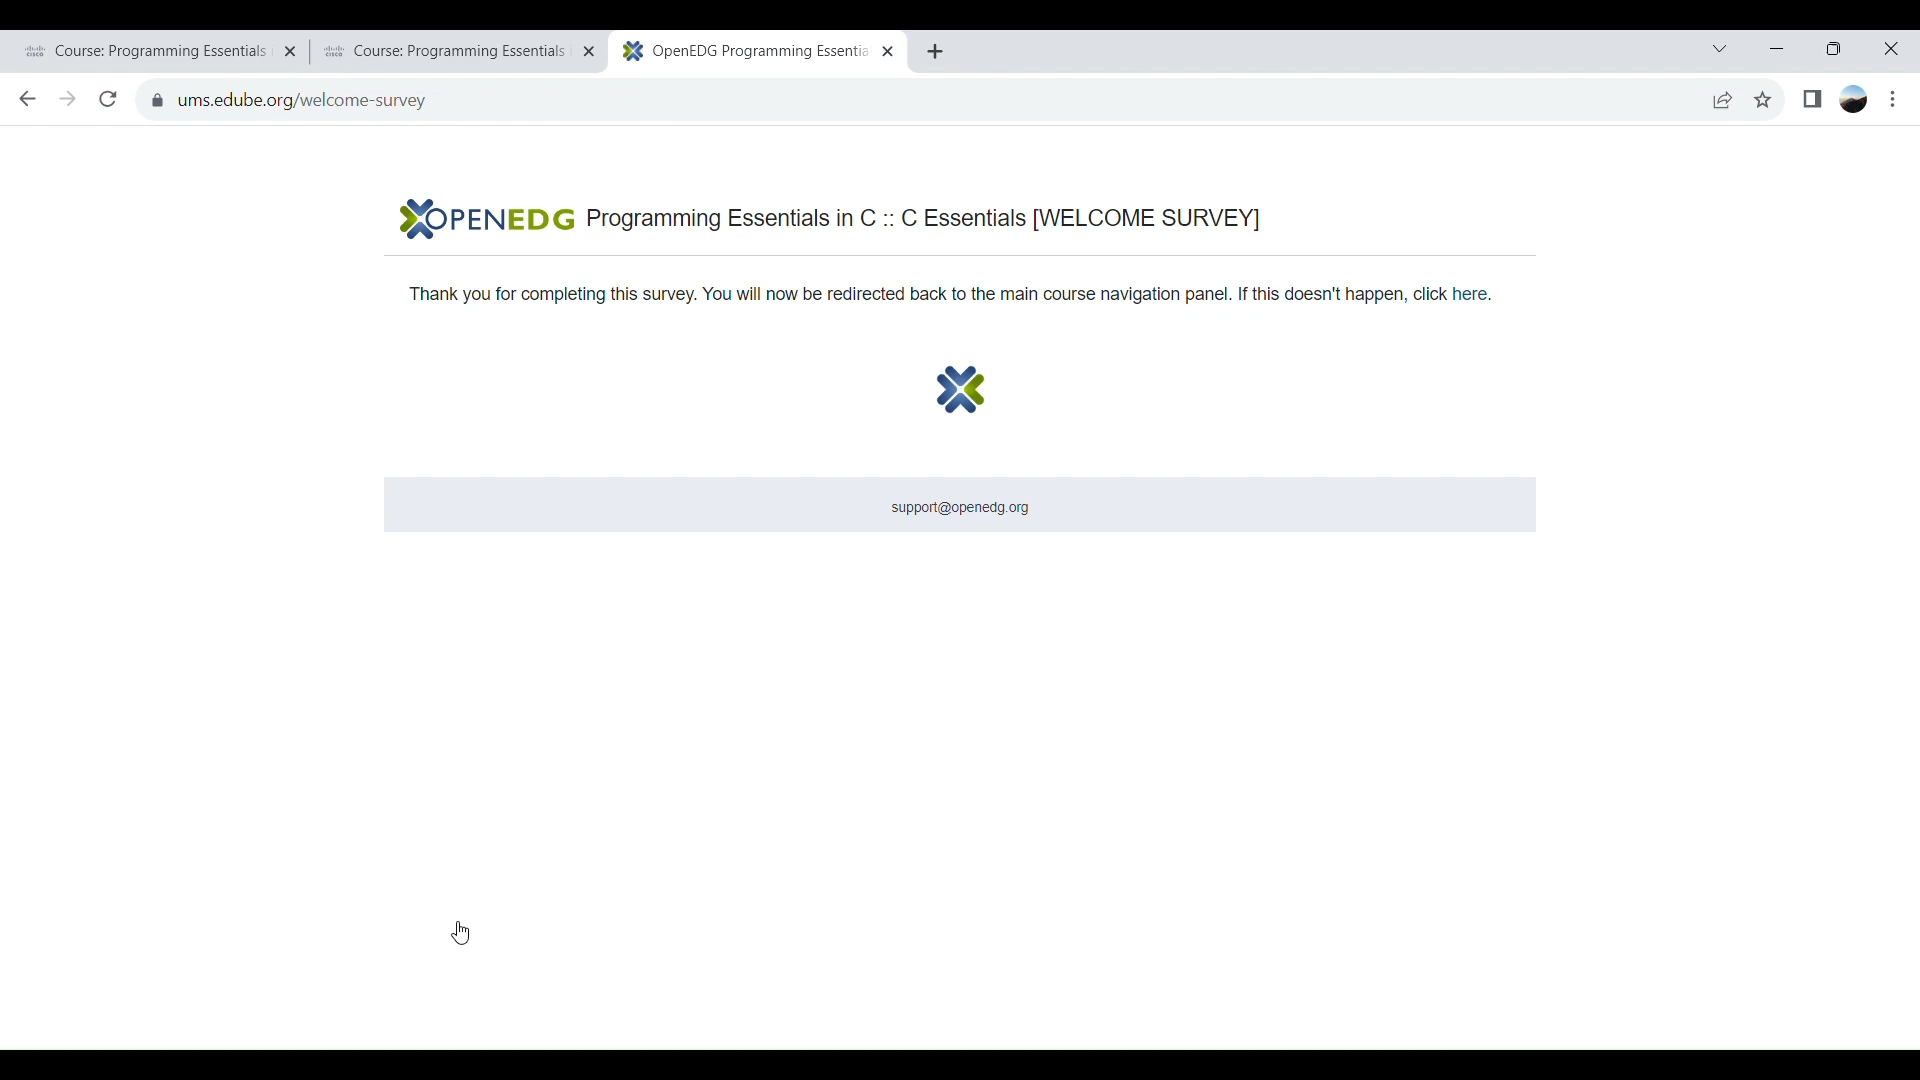 Course: Programming Essentials
Course: Programming Essentials
OpenEDG Programming Essentia
ums.edube.org/welcome-survey
OPENEDG Programming Essentials in C :: C Essentials [WELCOME SURVEY]
Thank you for completing this survey. You will now be redirected back to the main course navigation panel. If this doesn't happen, click here.
support@openedg.org